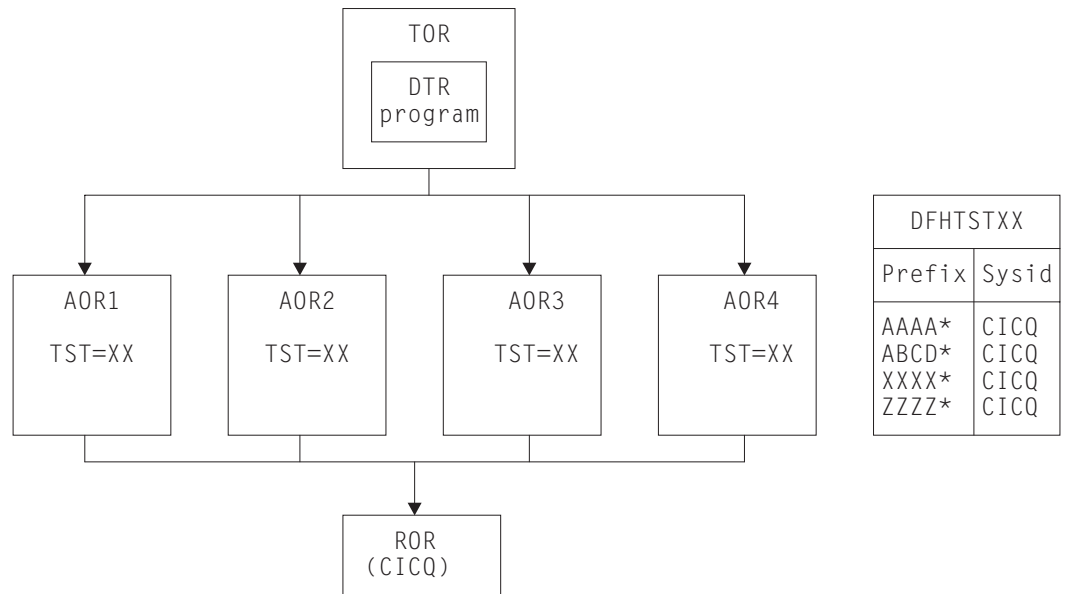 TOR
DTR
program
AOR1
TST=XX
AOR2
TST=XX
AOR3
TST=XX
AOR4
TST=XX
DFHTSTXX
Prefix Sysid
AAAA* CICQ
ABCD* CICQ
XXXX* CICQ
ZZZZ* CICQ
ROR
(CICQ)